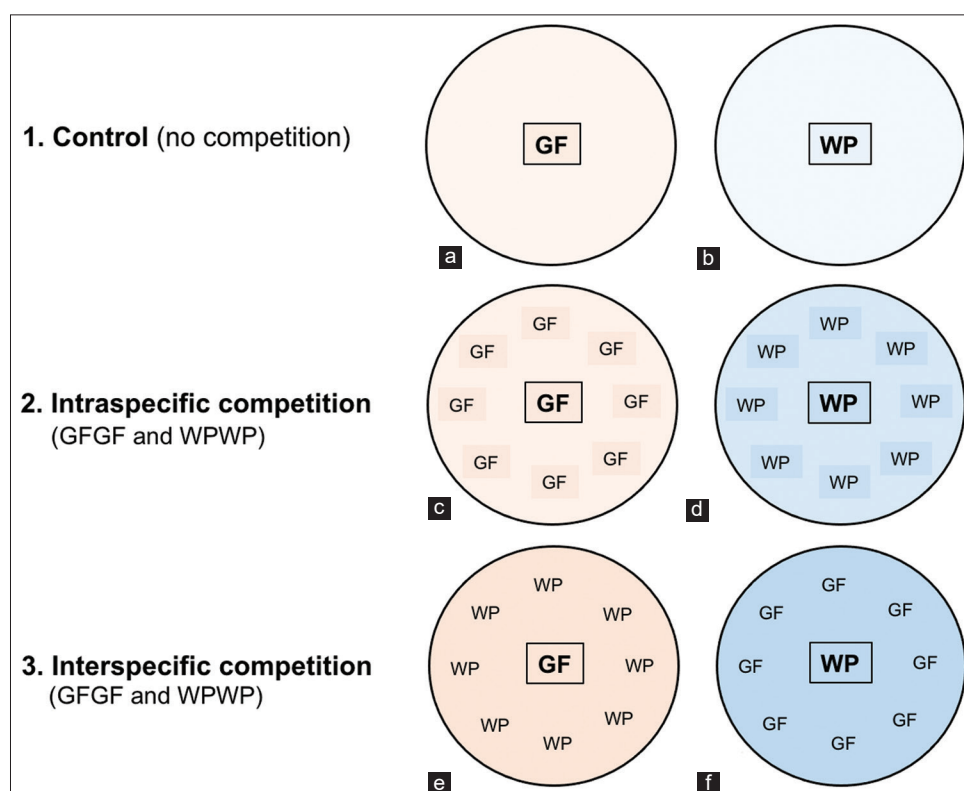 1. Control (no competition)
GF
WP
a
b
GF
GF
GF
GF
GF
GF
GF
GF
GF
WP
WP
WP
WP
WP
WP
WP
WP
WP
2. Intraspecific competition
(GFGF and WPWP)
c
d
WP
WP
WP
WP
GF
WP
WP
WP
WP
GF
GF
GF
GF
WP
GF
GF
GF
GF
3. Interspecific competition
(GFGF and WPWP)
e
f